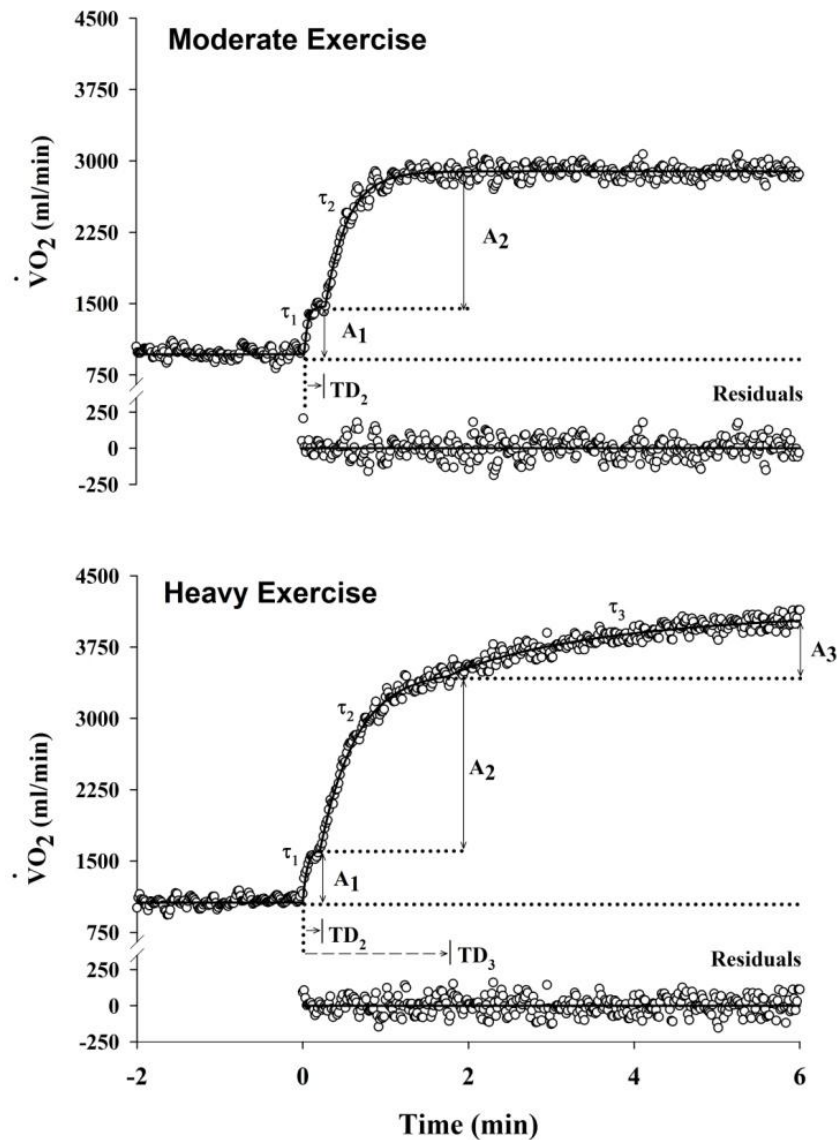 Moderate Exercise
4500
3750
3000
2250
1500
750
250
0
-250
V̇O2 (ml/min)
τ2
A2
τ1
A1
TD2
Residuals
Heavy Exercise
4500
3750
3000
2250
1500
750
250
0
-250
V̇O2 (ml/min)
τ3
A3
τ2
A2
τ1
A1
TD2
TD3
Residuals
-2 0 2 4 6
Time (min)